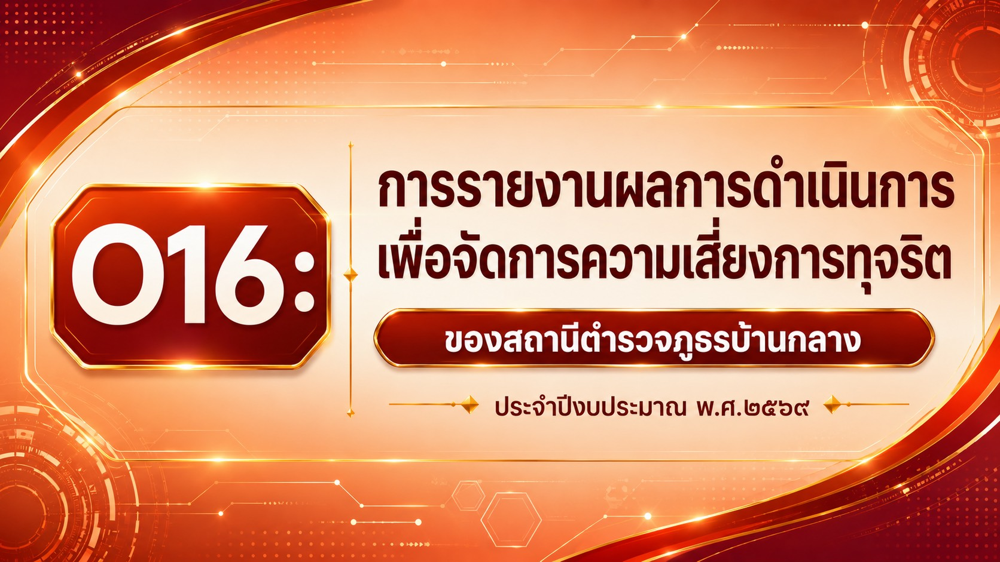 O16:
การรายงานผลการดำเนินการ
เพื่อจัดการความเสี่ยงการทุจริต
ของสถานีตำรวจภูธรบ้านกลาง
ประจำปีงบประมาณ พ.ศ.๒๕๖๙